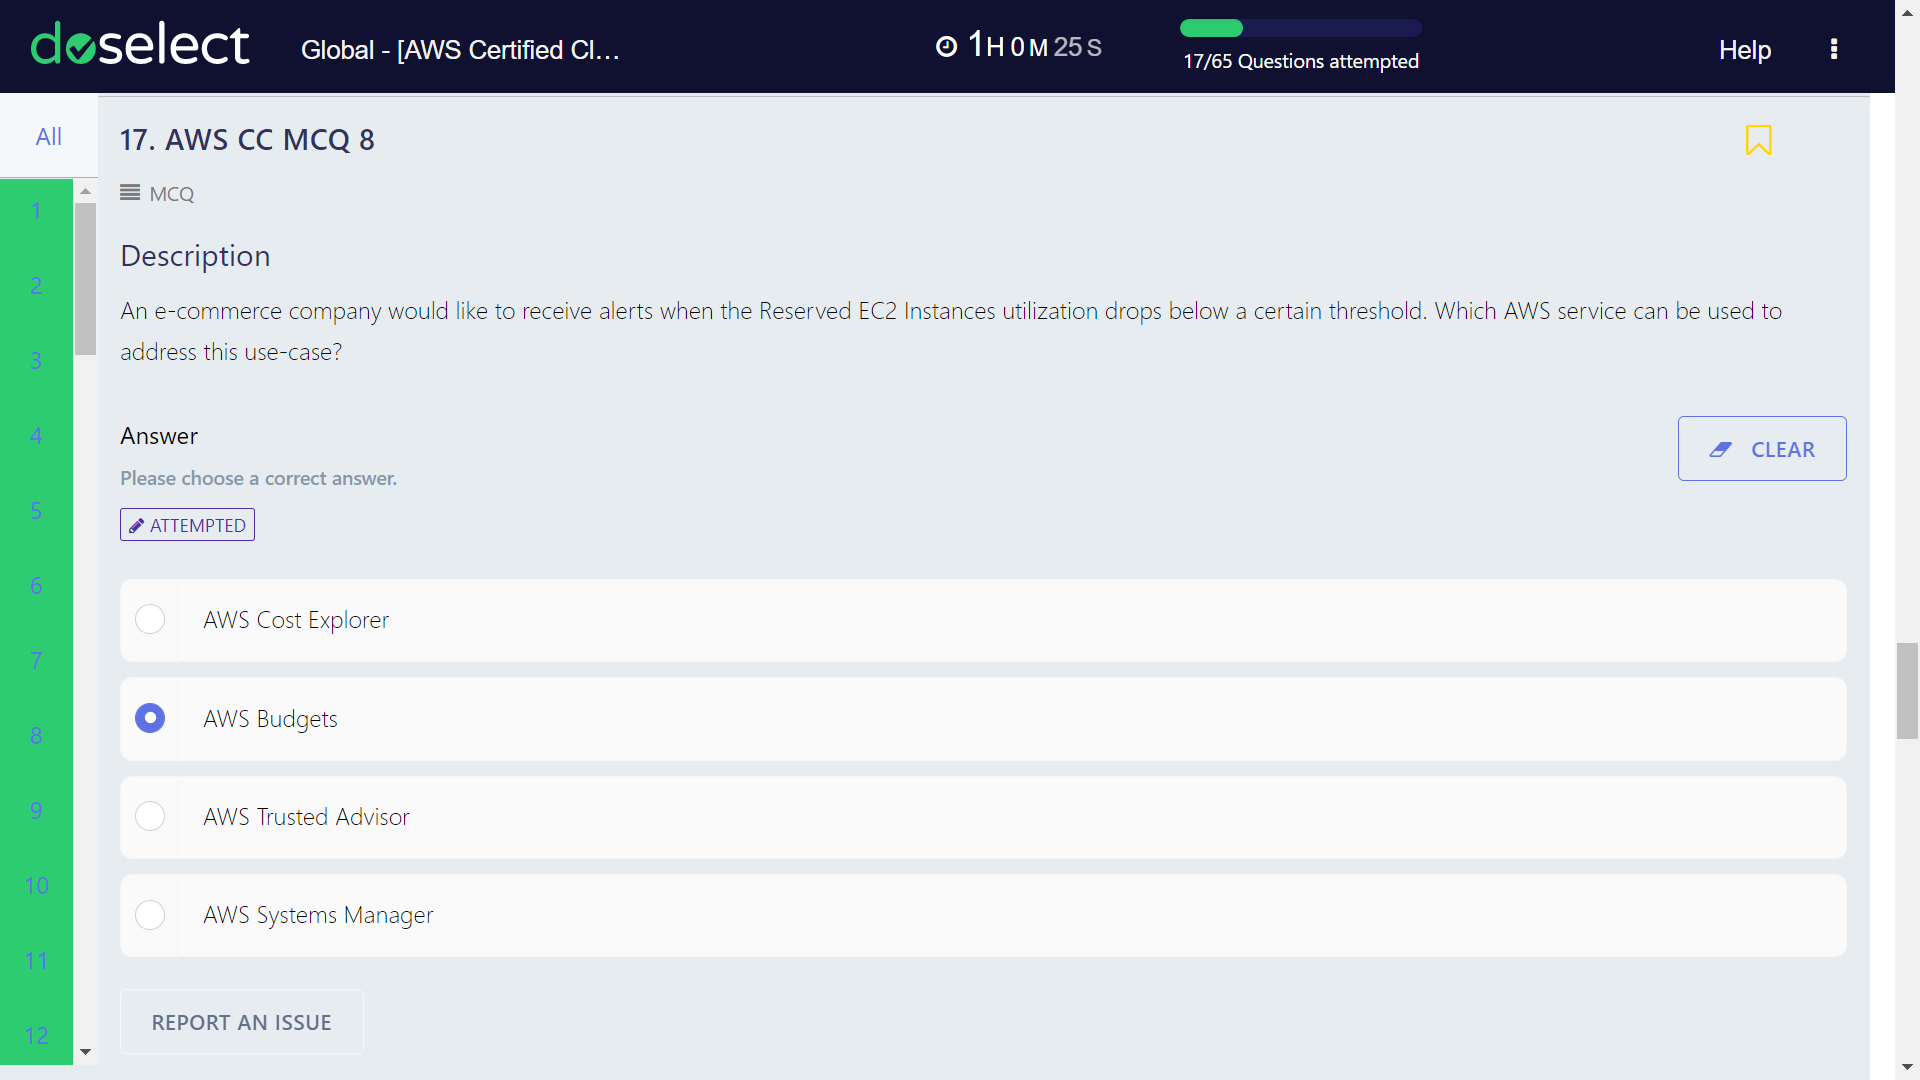 doselect
Global - [AWS Certified Cl...
1H 0M 25S
17/65 Questions attempted
Help
All
17. AWS CC MCQ 8
MCQ
Description
An e-commerce company would like to receive alerts when the Reserved EC2 Instances utilization drops below a certain threshold. Which AWS service can be used to
address this use-case?
Answer
CLEAR
Please choose a correct answer.
ATTEMPTED
AWS Cost Explorer
AWS Budgets
AWS Trusted Advisor
AWS Systems Manager
REPORT AN ISSUE
1
2
3
4
5
6
7
8
9
10
11
12